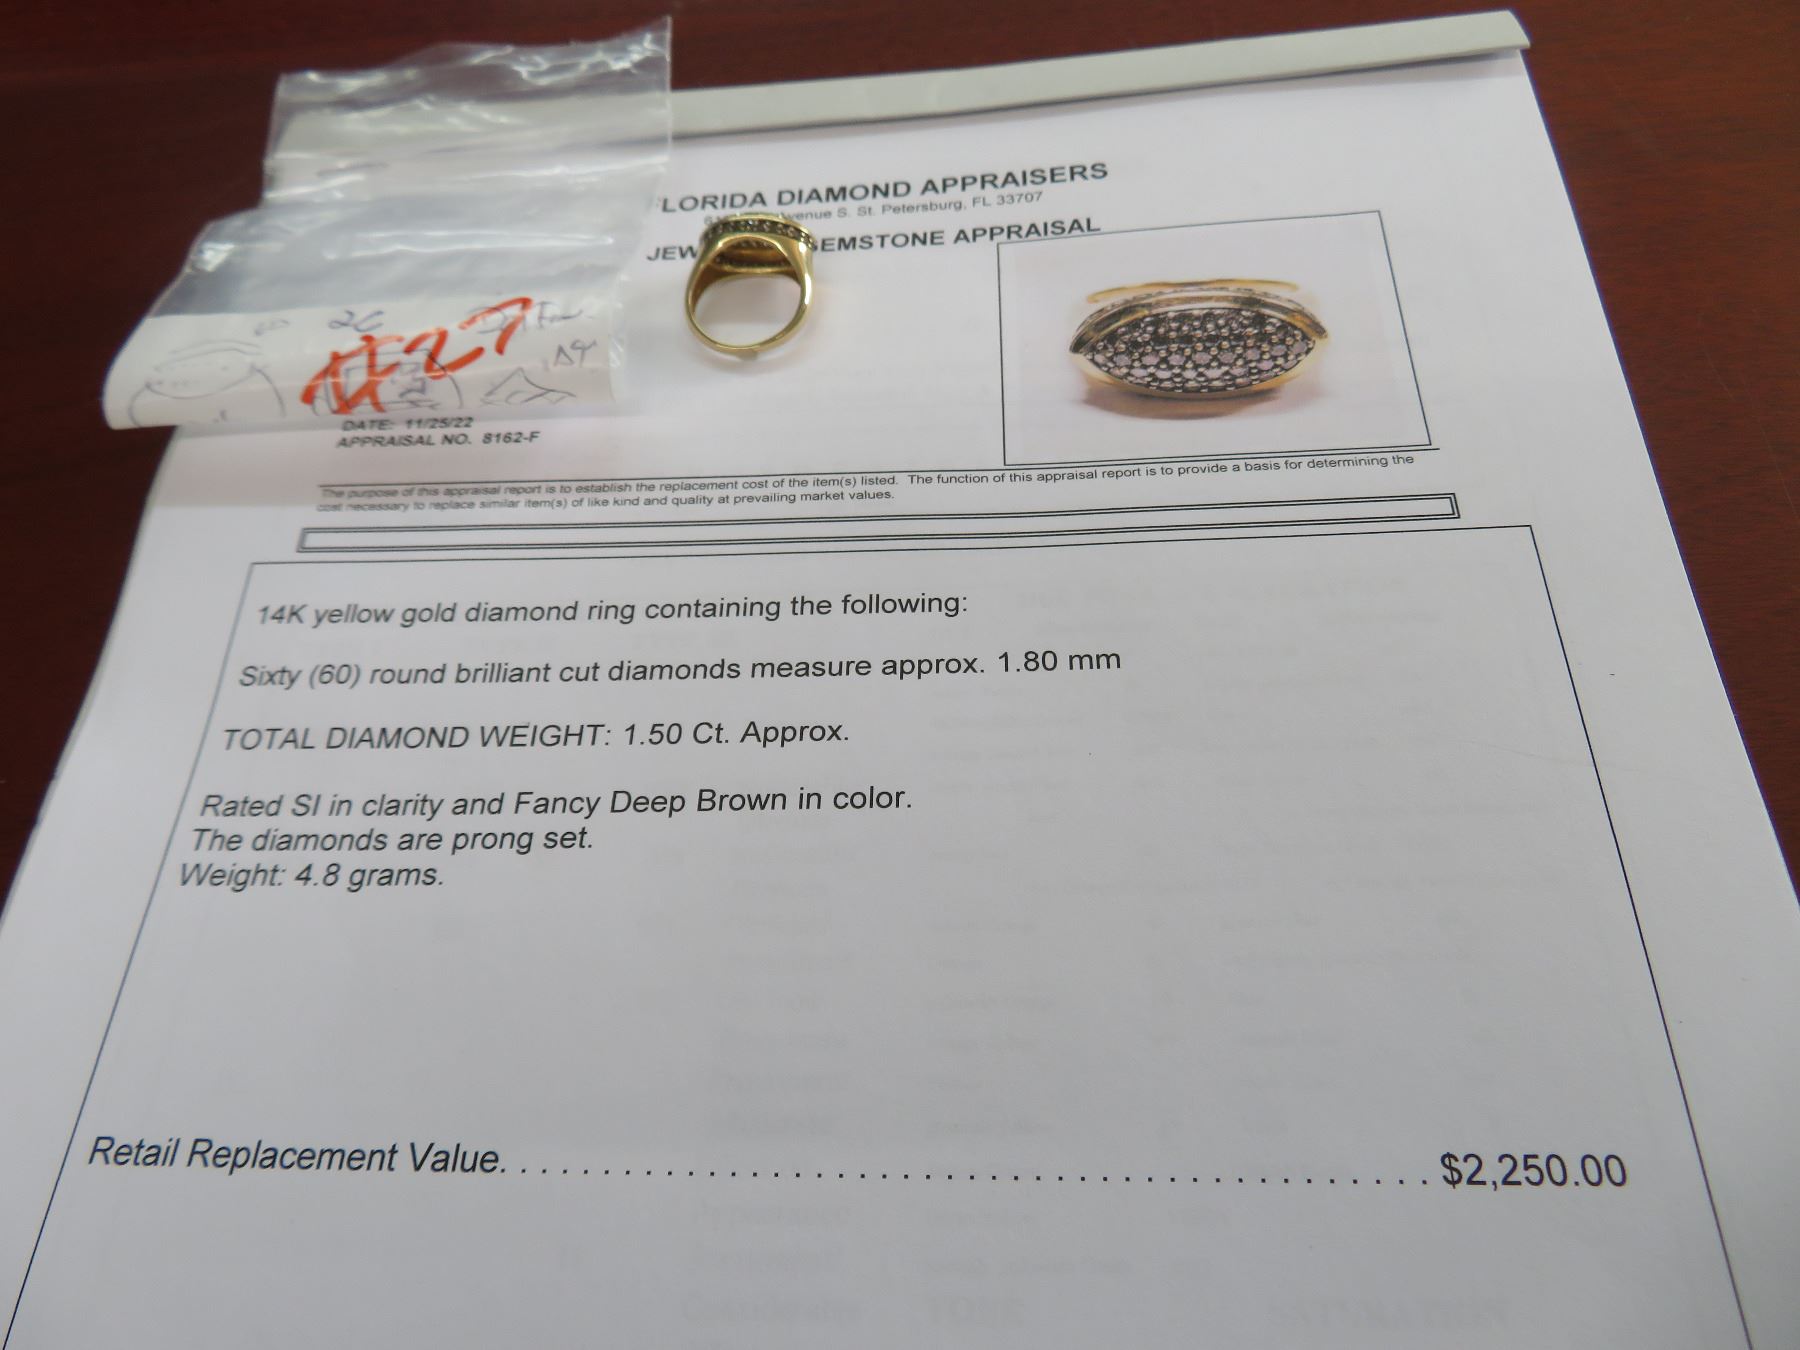 LORIDA DIAMOND APPRAISERS
venue S. St. Petersburg, FL 33707
JEW EMSTONE APPRAISAL
#27
DATE: 11/25/22
APPRAISAL NO. 8162-F
The purpose of this appraisal report is to establish the replacement cost of the item(s) listed. The function of this appraisal report is to provide a basis for determining the
cost necessary to replace similar item(s) of like kind and quality at prevailing market values.
14K yellow gold diamond ring containing the following:
Sixty (60) round brilliant cut diamonds measure approx. 1.80 mm
TOTAL DIAMOND WEIGHT: 1.50 Ct. Approx.
Rated SI in clarity and Fancy Deep Brown in color.
The diamonds are prong set.
Weight: 4.8 grams.
Retail Replacement Value. . . . . . . . . . . . . . . . . . . . . . . . . . . . . . . . . . . . . . . . . . . . . . $2,250.00